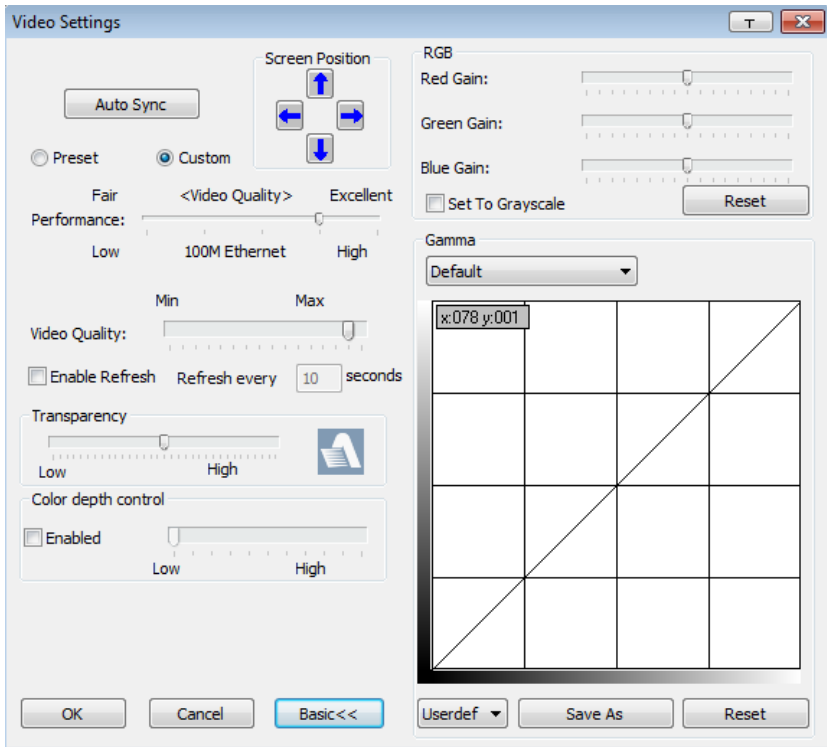 Video Settings
T
Screen Position
Auto Sync
Preset
Custom
Fair <Video Quality> Excellent
Performance:
Low 100M Ethernet High
Min Max
Video Quality:
Enable Refresh Refresh every 10 seconds
Transparency
Low High
Color depth control
Enabled
Low High
OK Cancel Basic<<
RGB
Red Gain:
Green Gain:
Blue Gain:
Set To Grayscale Reset
Gamma
Default
x:078 y:001
Userdef Save As Reset